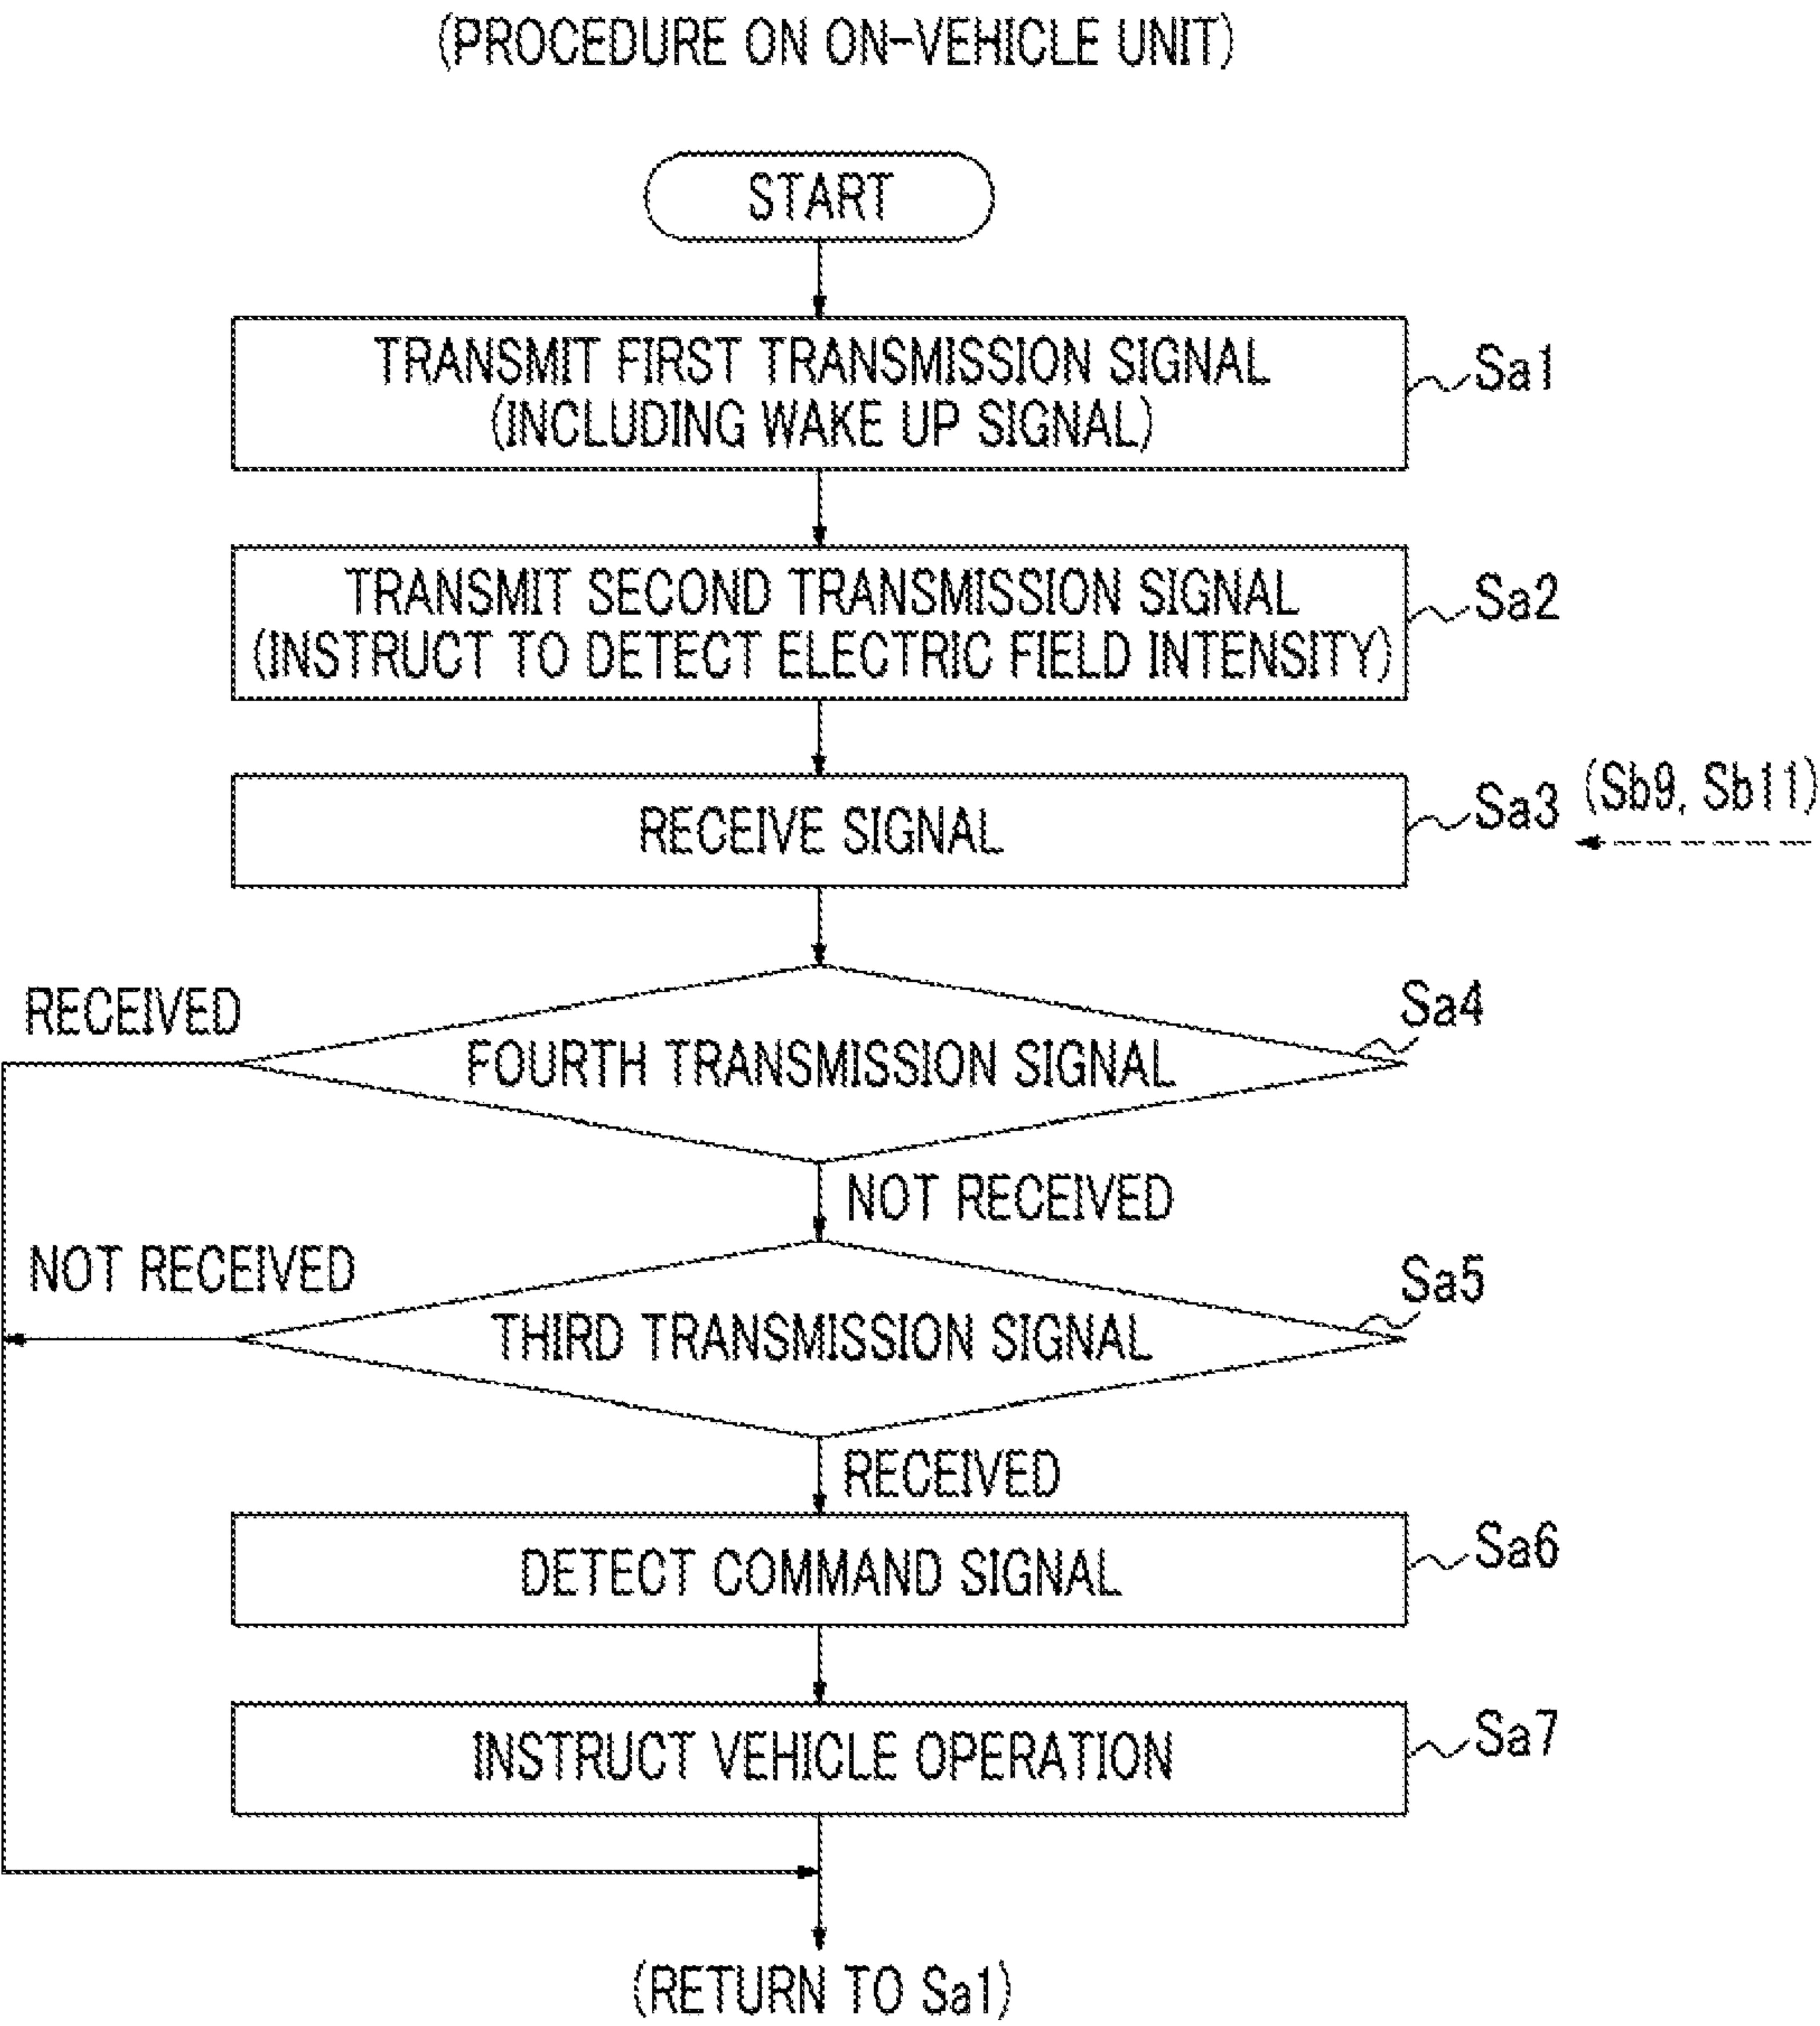 (PROCEDURE ON ON-VEHICLE UNIT)
START
TRANSMIT FIRST TRANSMISSION SIGNAL
(INCLUDING WAKE UP SIGNAL)
Sa1
TRANSMIT SECOND TRANSMISSION SIGNAL
(INSTRUCT TO DETECT ELECTRIC FIELD INTENSITY)
Sa2
RECEIVE SIGNAL
Sa3
(Sb9, Sb11)
RECEIVED
FOURTH TRANSMISSION SIGNAL
Sa4
NOT RECEIVED
NOT RECEIVED
THIRD TRANSMISSION SIGNAL
Sa5
RECEIVED
DETECT COMMAND SIGNAL
Sa6
INSTRUCT VEHICLE OPERATION
Sa7
(RETURN TO Sa1)